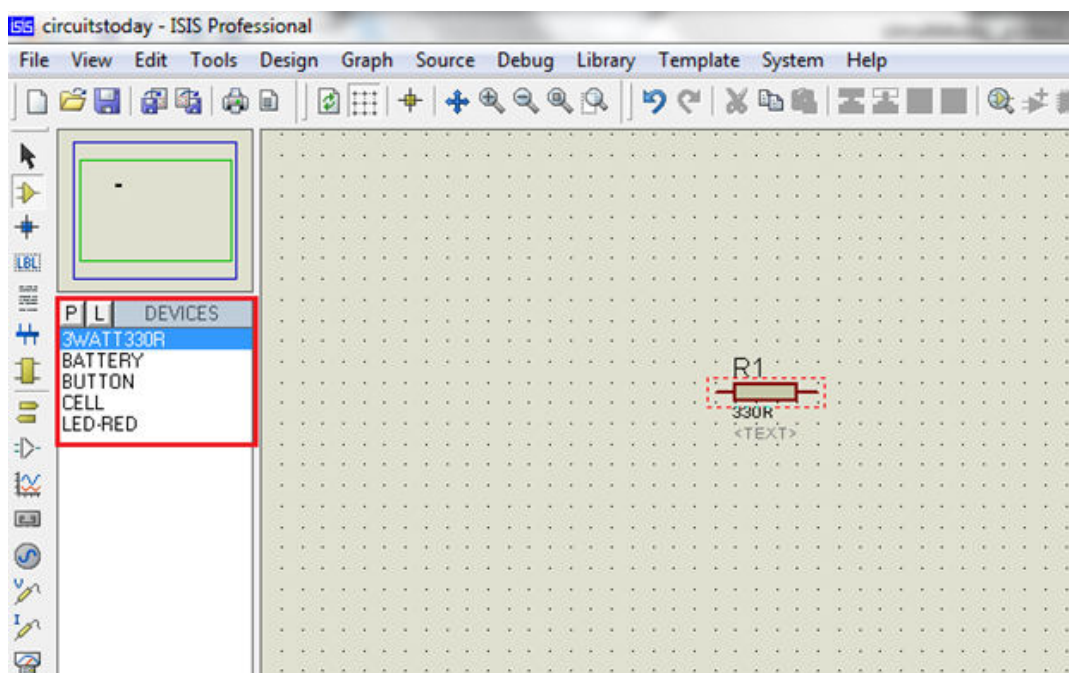 ISIS circuitstoday - ISIS Professional
File View Edit Tools Design Graph Source Debug Library Template System Help
LBL
P L DEVICES
3WATT330R
BATTERY
BUTTON
CELL
LED-RED
R1
330R
<TEXT>
V
I